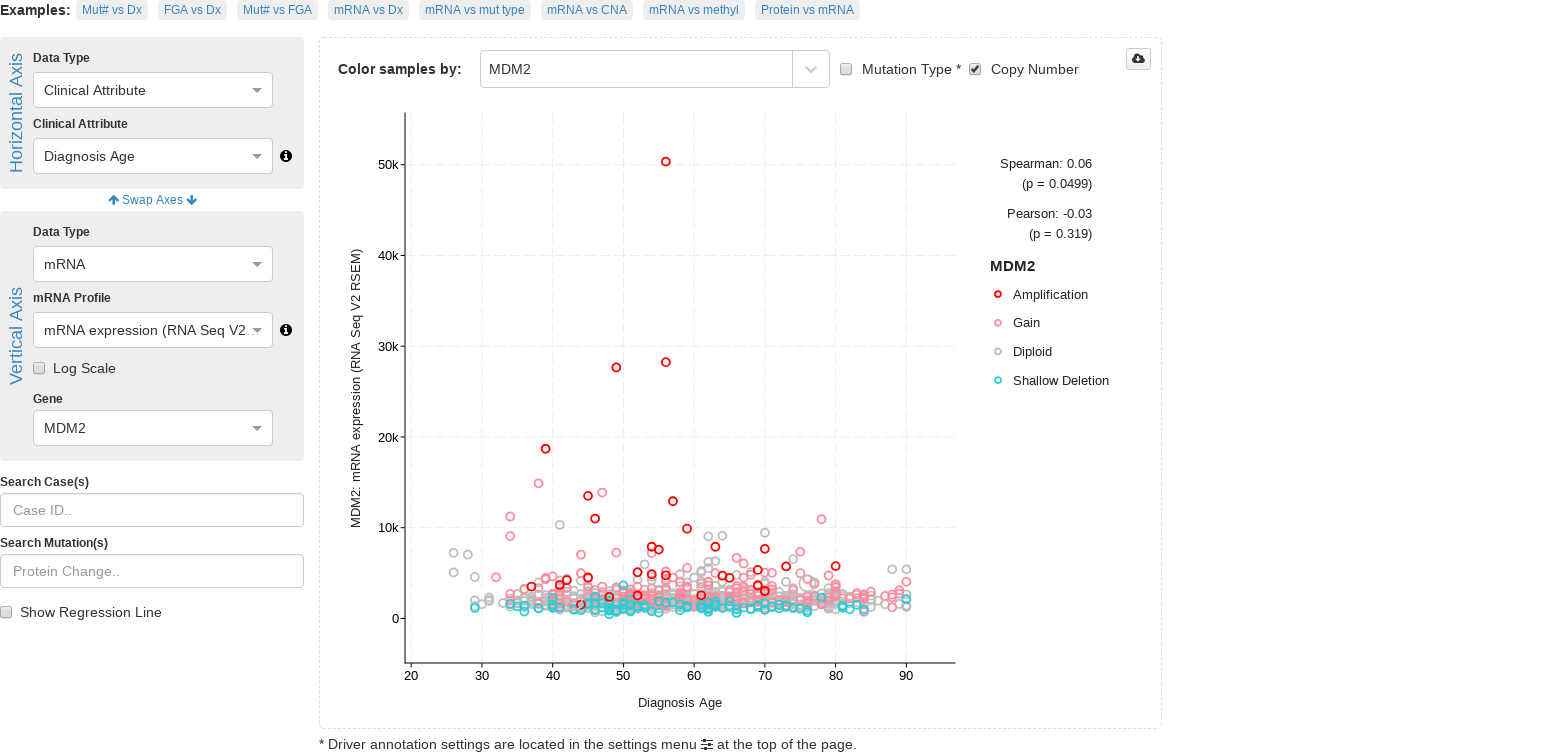 Examples: Mut# vs Dx FGA vs Dx Mut# vs FGA mRNA vs Dx mRNA vs mut type mRNA vs CNA mRNA vs methyl Protein vs mRNA
Horizontal Axis
Data Type
Clinical Attribute
Clinical Attribute
Diagnosis Age
Swap Axes
Vertical Axis
Data Type
mRNA
mRNA Profile
mRNA expression (RNA Seq V2...
Log Scale
Gene
MDM2
Search Case(s)
Case ID..
Search Mutation(s)
Protein Change..
Show Regression Line
Color samples by: MDM2 Mutation Type * Copy Number
MDM2: mRNA expression (RNA Seq V2 RSEM)
50k
40k
30k
20k
10k
0
20 30 40 50 60 70 80 90
Diagnosis Age
Spearman: 0.06
(p = 0.0499)
Pearson: -0.03
(p = 0.319)
MDM2
Amplification
Gain
Diploid
Shallow Deletion
* Driver annotation settings are located in the settings menu at the top of the page.